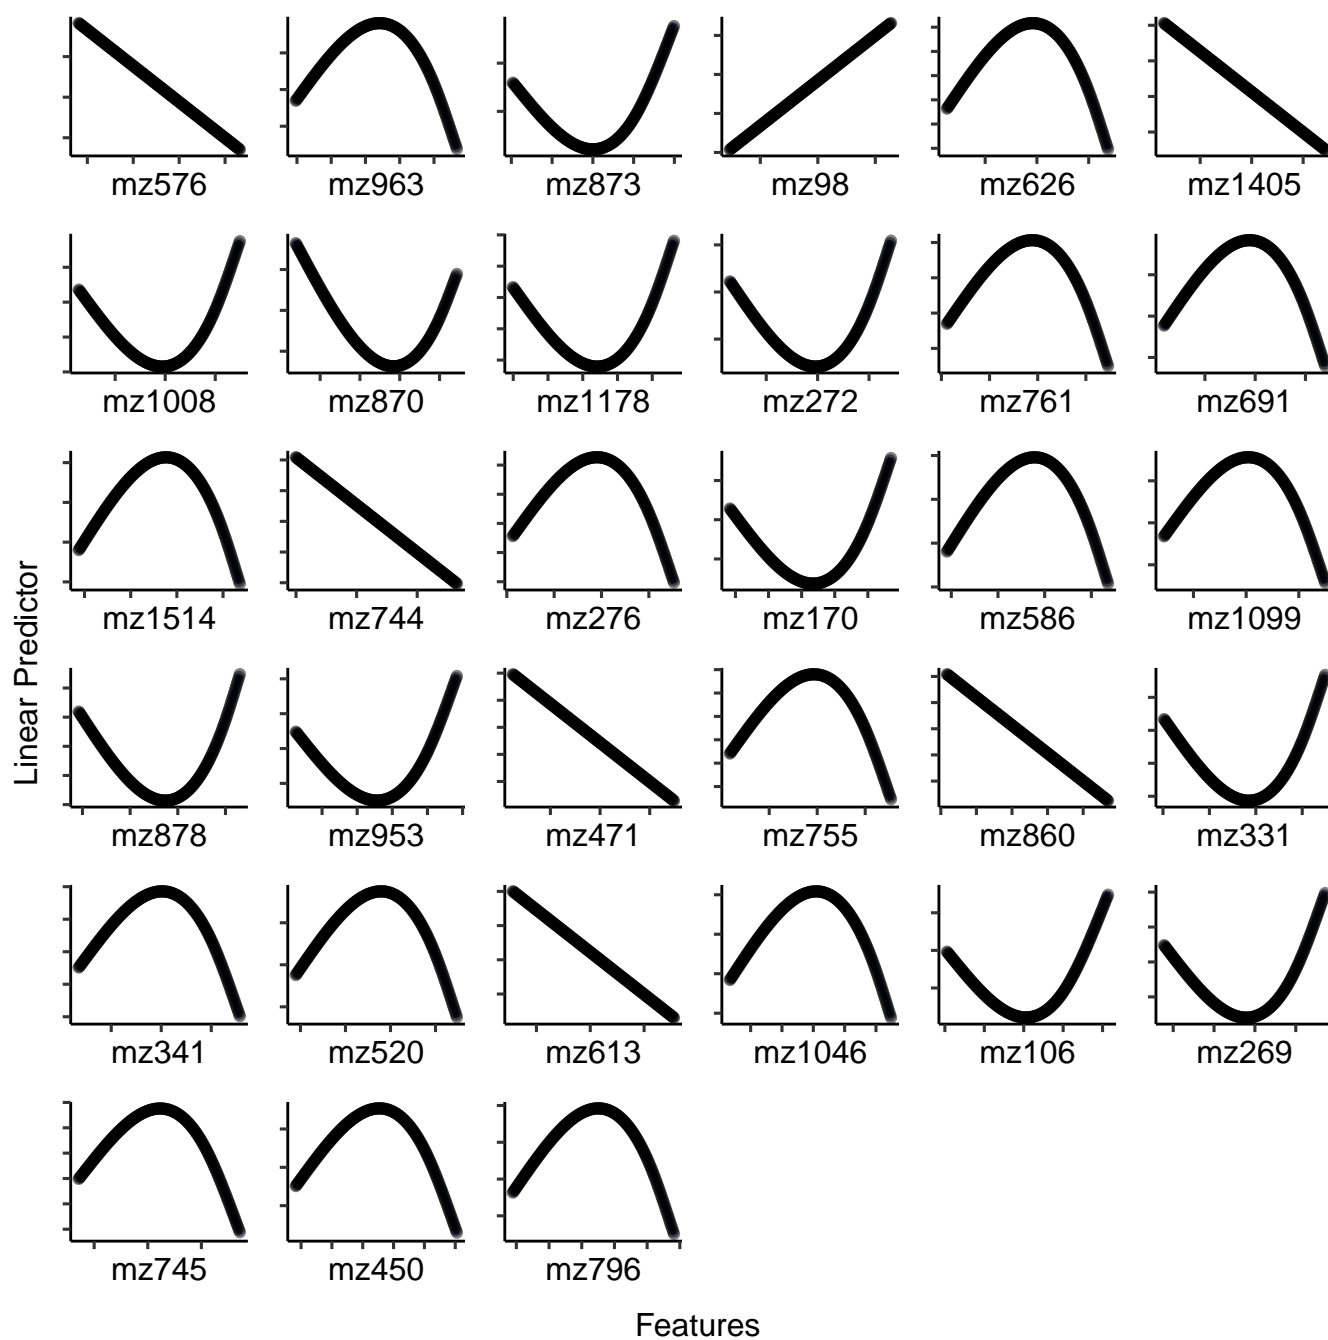 mz576 mz963 mz873 mz98 mz626 mz1405
mz1008 mz870 mz1178 mz272 mz761 mz691
mz1514 mz744 mz276 mz170 mz586 mz1099
Linear Predictor
mz878 mz953 mz471 mz755 mz860 mz331
mz341 mz520 mz613 mz1046 mz106 mz269
mz745 mz450 mz796
Features